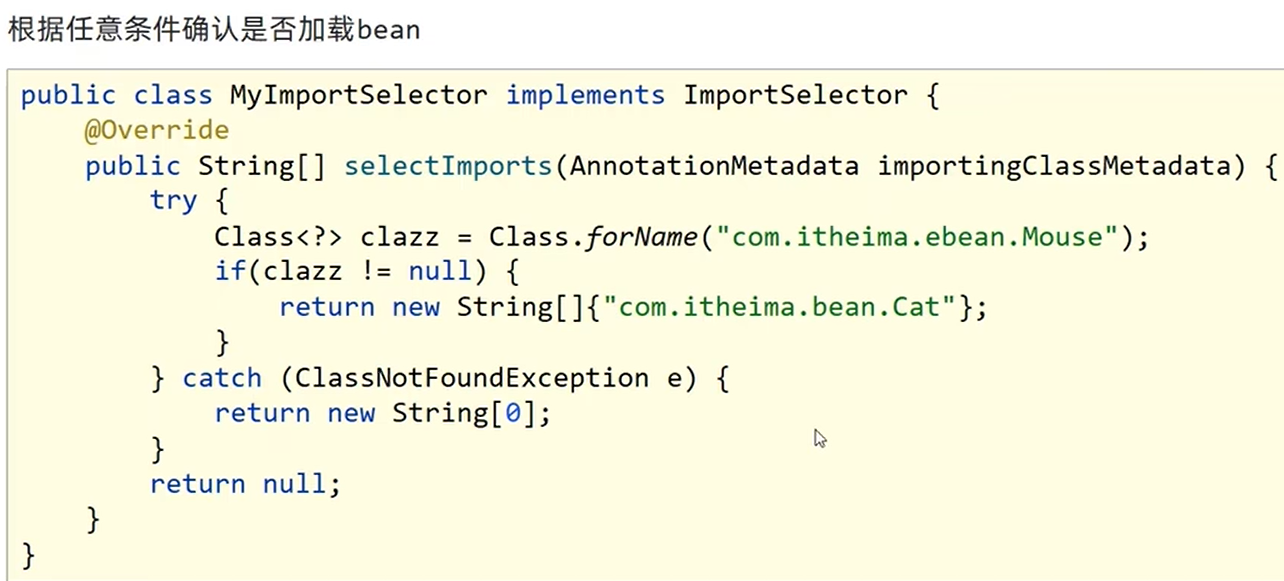 根据任意条件确认是否加载bean
public class MyImportSelector implements ImportSelector {
    @Override
    public String[] selectImports(AnnotationMetadata importingClassMetadata) {
        try {
            Class<?> clazz = Class.forName("com.itheima.ebean.Mouse");
            if(clazz != null) {
                return new String[]{"com.itheima.bean.Cat"};
            }
        } catch (ClassNotFoundException e) {
            return new String[0];
        }
        return null;
    }
}